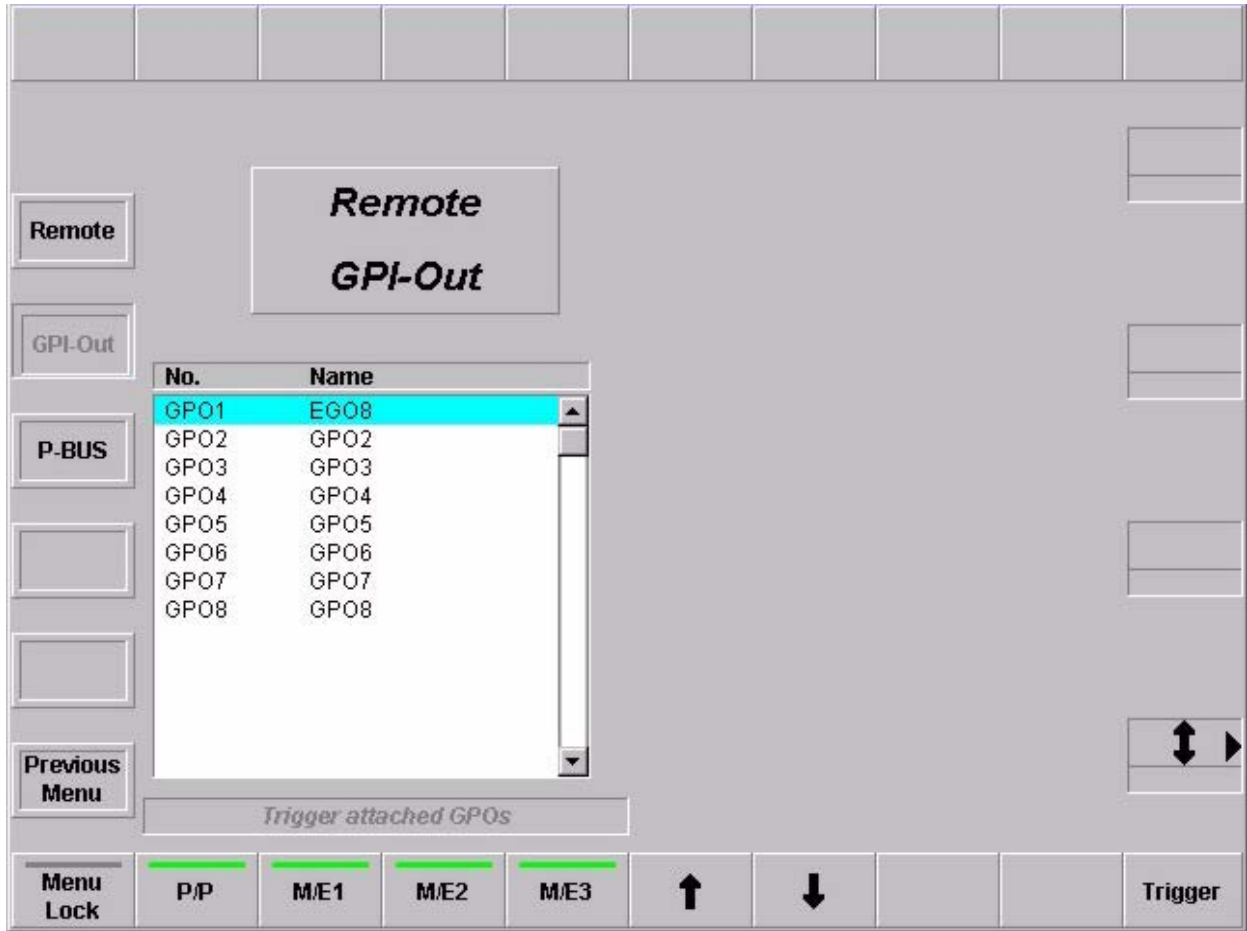 Remote
GPI-Out
Remote
GPI-Out
P-BUS
Previous
Menu
No. Name
GPO1 EGO8
GPO2 GPO2
GPO3 GPO3
GPO4 GPO4
GPO5 GPO5
GPO6 GPO6
GPO7 GPO7
GPO8 GPO8
Trigger attached GPOs
Menu
Lock
P/P M/E1 M/E2 M/E3 Trigger